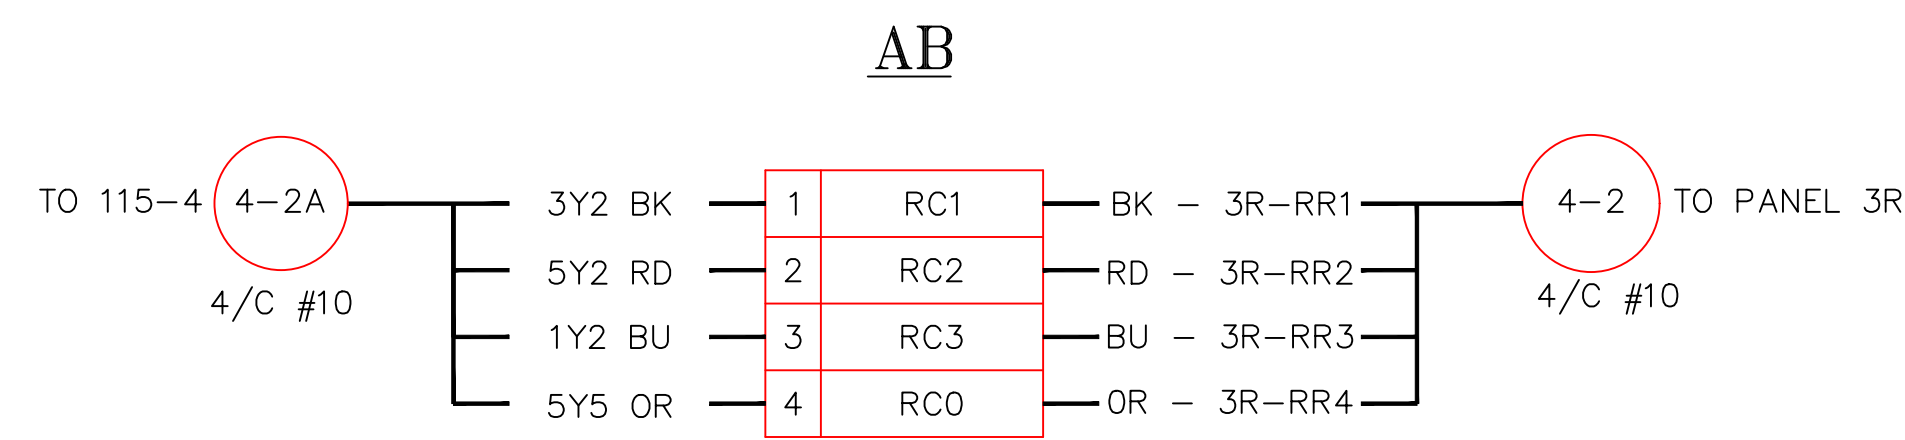 AB
TO 115-4 4-2A 3Y2 BK 1 RC1 BK - 3R-RR1 4-2 TO PANEL 3R
5Y2 RD 2 RC2 RD - 3R-RR2
4/C #10 4/C #10
1Y2 BU 3 RC3 BU - 3R-RR3
5Y5 OR 4 RC0 OR - 3R-RR4